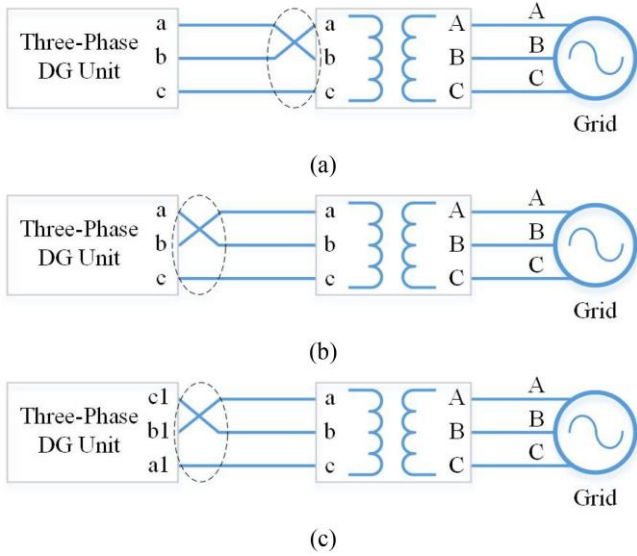 a a A A
Three-Phase
DG Unit
b b B B
c c C C
Grid
(a)
a a A A
Three-Phase
DG Unit
b b B B
c c C C
Grid
(b)
c1 a A A
Three-Phase
DG Unit
b1 b B B
a1 c C C
Grid
(c)